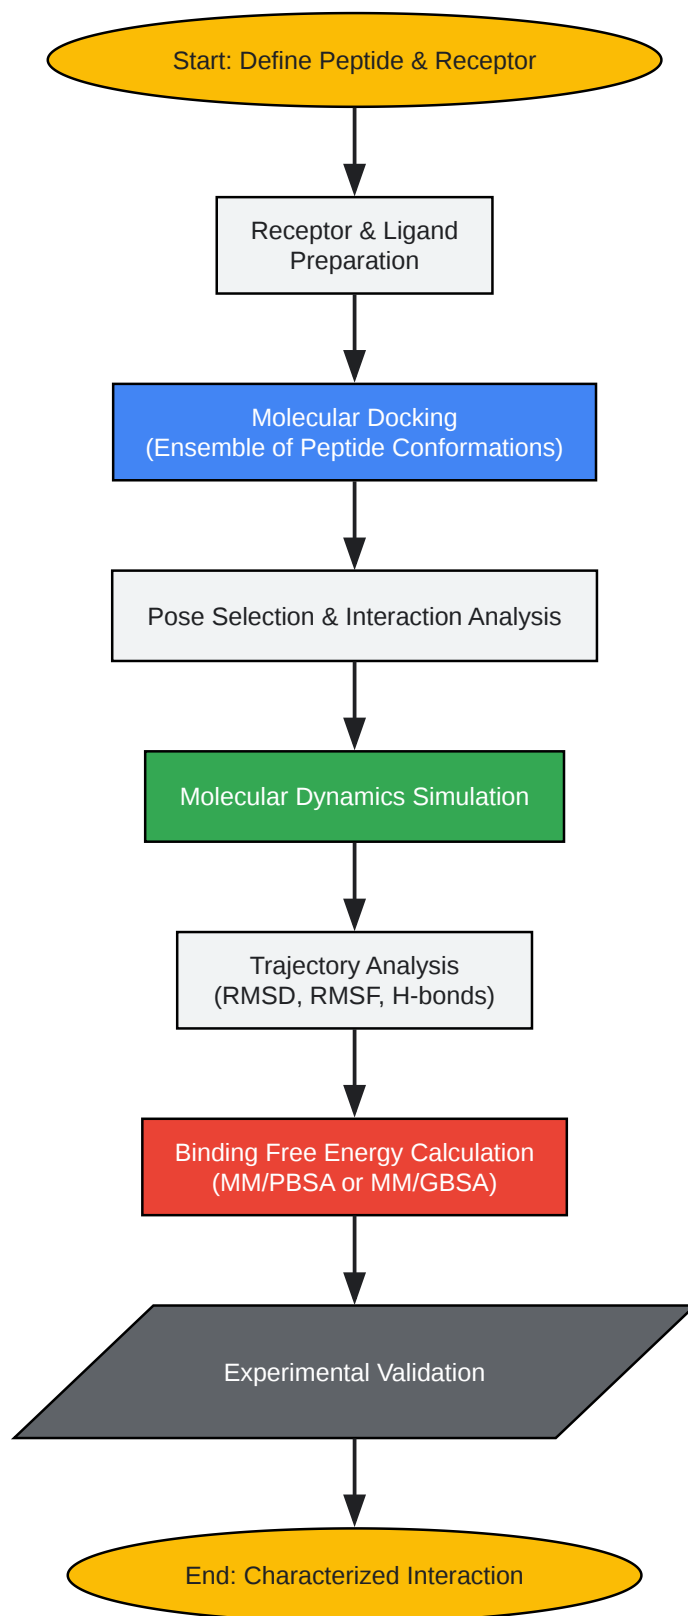 Start: Define Peptide & Receptor
Receptor & Ligand
Preparation
Molecular Docking
(Ensemble of Peptide Conformations)
Pose Selection & Interaction Analysis
Molecular Dynamics Simulation
Trajectory Analysis
(RMSD, RMSF, H-bonds)
Binding Free Energy Calculation
(MM/PBSA or MM/GBSA)
Experimental Validation
End: Characterized Interaction